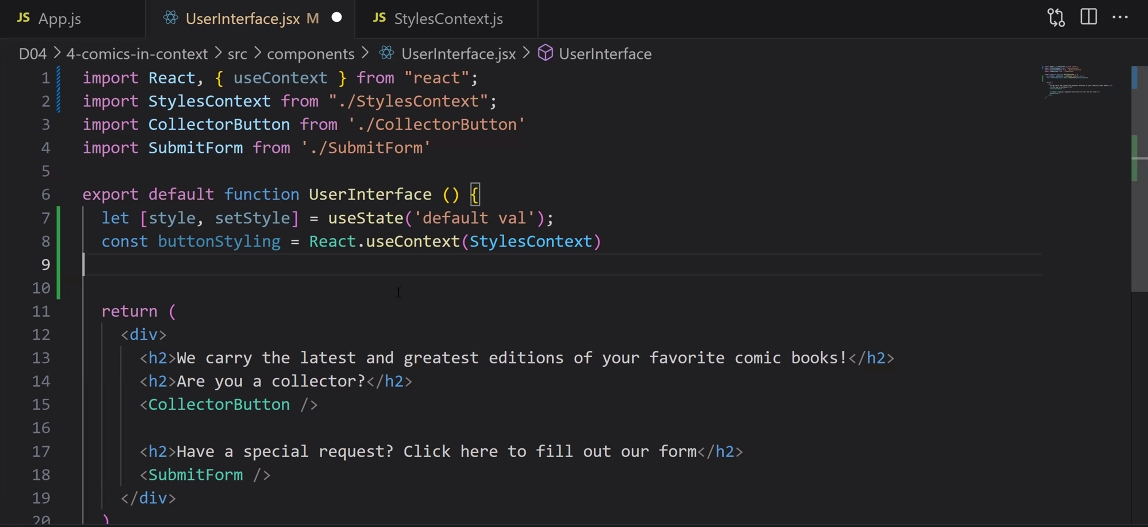 JS App.js UserInterface.jsx M JS StylesContext.js
D04 > 4-comics-in-context > src > components > UserInterface.jsx > UserInterface
1 import React, { useContext } from "react";
2 import StylesContext from "./StylesContext";
3 import CollectorButton from './CollectorButton'
4 import SubmitForm from './SubmitForm'
5
6 export default function UserInterface () {
7 let [style, setStyle] = useState('default val');
8 const buttonStyling = React.useContext(StylesContext)
9
10
11 return (
12 <div>
13 <h2>We carry the latest and greatest editions of your favorite comic books!</h2>
14 <h2>Are you a collector?</h2>
15 <CollectorButton />
16
17 <h2>Have a special request? Click here to fill out our form</h2>
18 <SubmitForm />
19 </div>
20 )